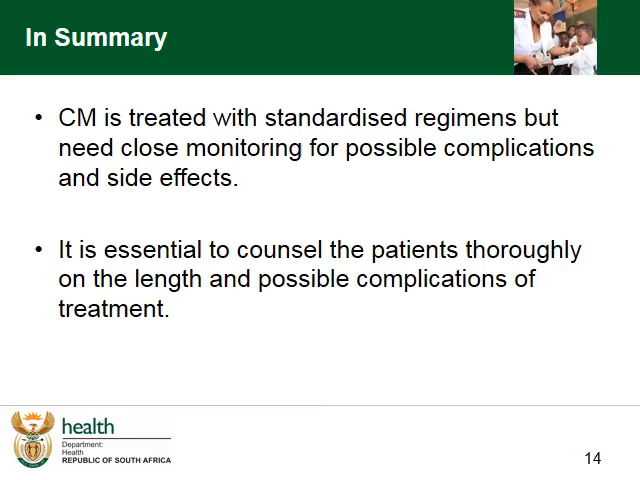 In Summary
• CM is treated with standardised regimens but
need close monitoring for possible complications
and side effects.
• It is essential to counsel the patients thoroughly
on the length and possible complications of
treatment.
health
Department:
Health
REPUBLIC OF SOUTH AFRICA
14